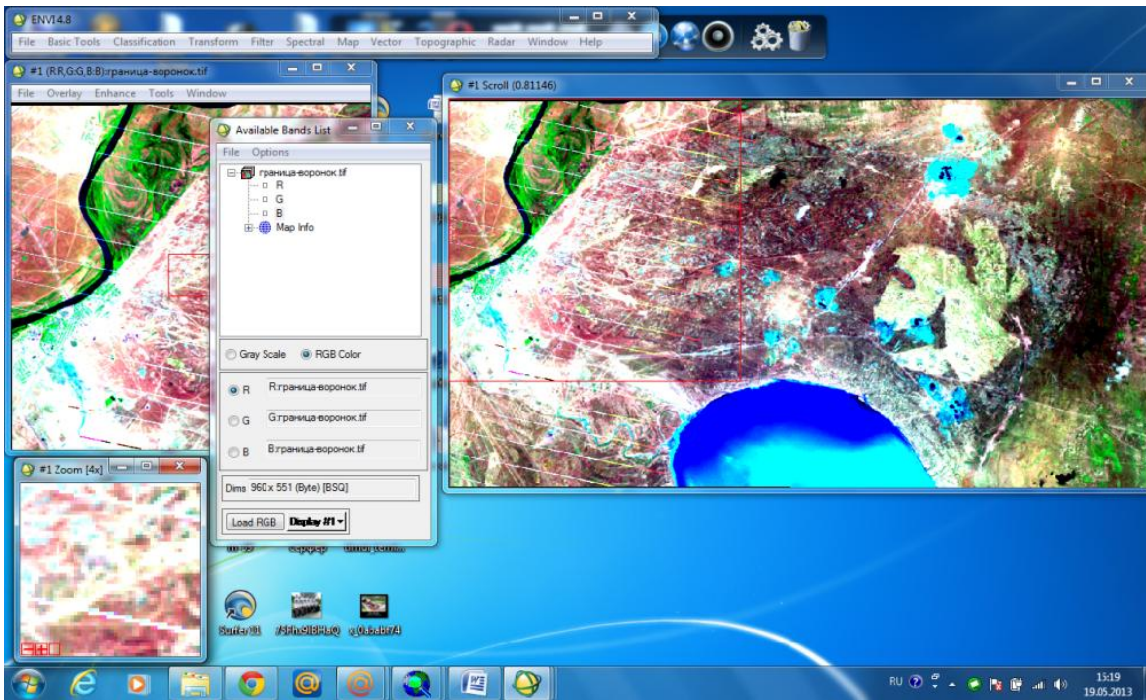 ENVI4.8
File Basic Tools Classification Transform Filter Spectral Map Vector Topographic Radar Window Help
#1 (R:R,G:G,B:B):граница-воронок.tif
File Overlay Enhance Tools Window
#1 Scroll (0.81146)
Available Bands List
File Options
граница-воронок.tif
R
G
B
Map Info
Gray Scale RGB Color
R R:граница-воронок.tif
G G:граница-воронок.tif
B B:граница-воронок.tif
Dims 960 x 551 (Byte) [BSQ]
Load RGB Display #1
#1 Zoom [4x]
RU
15:19
19.05.2013